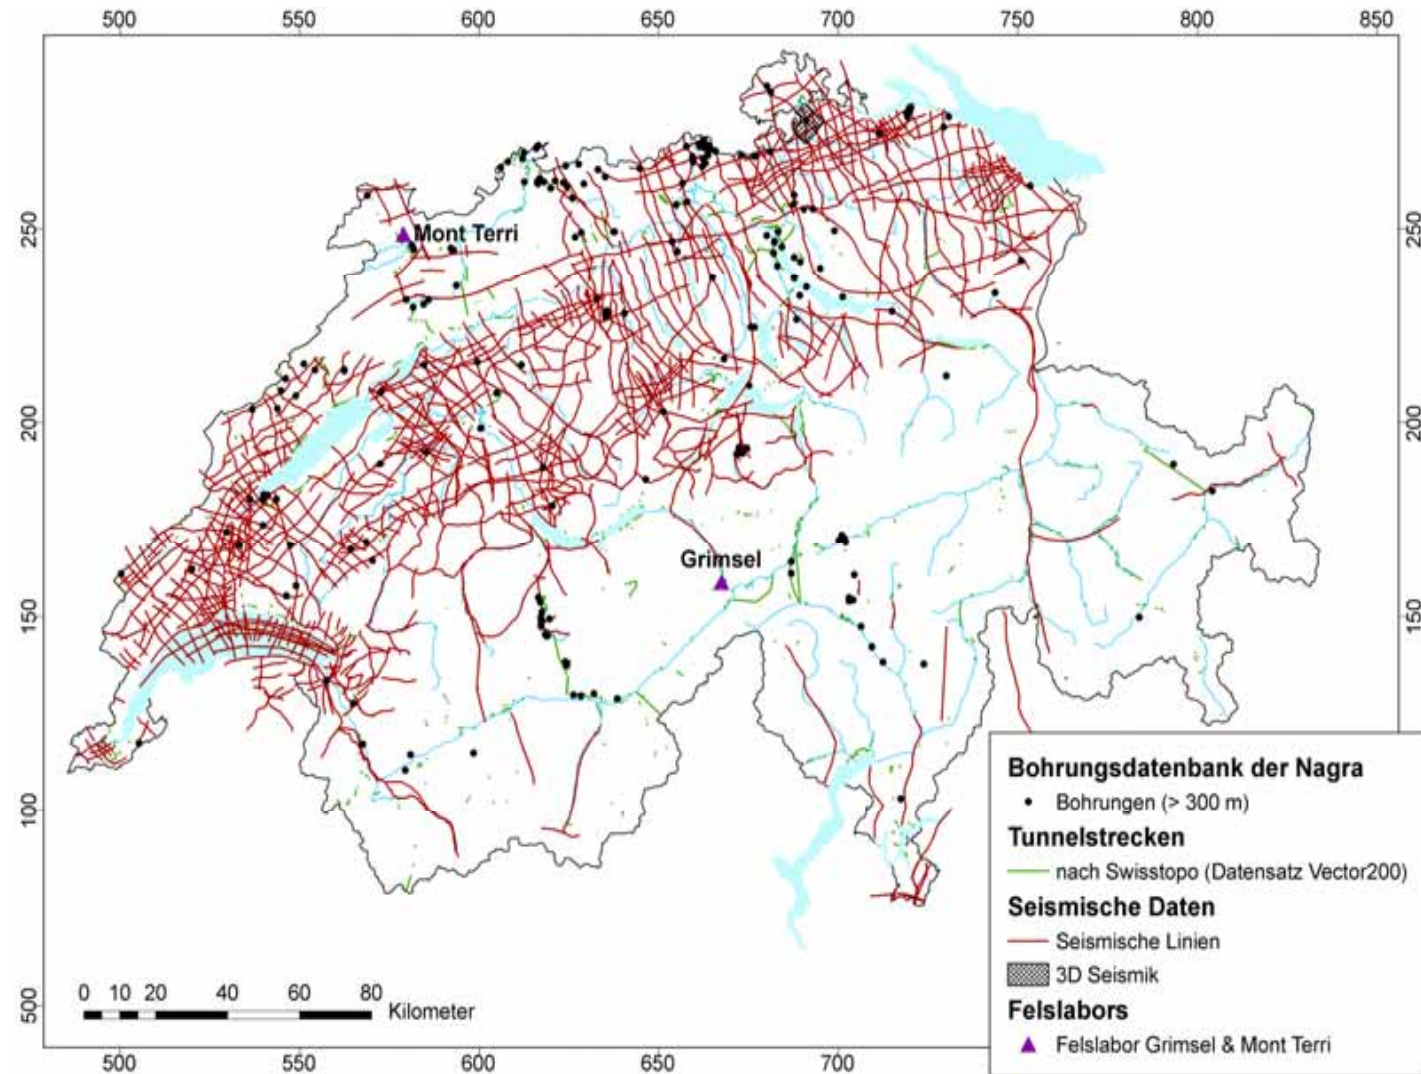 500 550 600 650 700 750 800 850
250 250
Mont Terri
200 200
Grimsel
150 150
100
500
0 10 20 40 60 80
Kilometer
500 550 600 650 700
Bohrungsdatenbank der Nagra
Bohrungen (> 300 m)
Tunnelstrecken
nach Swisstopo (Datensatz Vector200)
Seismische Daten
Seismische Linien
3D Seismik
Felslabors
Felslabor Grimsel & Mont Terri